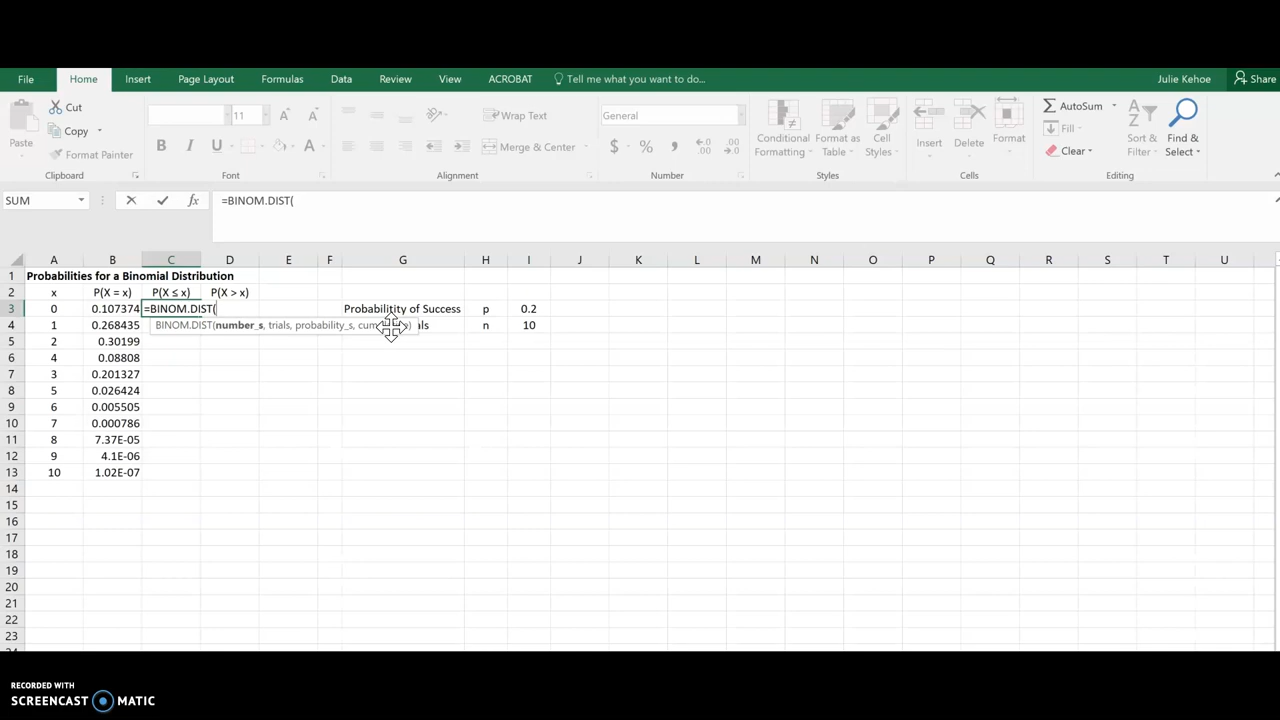 File Home Insert Page Layout Formulas Data Review View ACROBAT Tell me what you want to do... Julie Kehoe Share
Cut
Copy
Format Painter
Paste
11
B I U
Wrap Text
Merge & Center
General
$ %
Conditional Formatting
Format as Table
Cell Styles
Insert Delete Format
AutoSum
Fill
Clear
Sort & Filter
Find & Select
Clipboard Font Alignment Number Styles Cells Editing
SUM fx =BINOM.DIST(
A B C D E F G H I J K L M N O P Q R S T U
1 Probabilities for a Binomial Distribution
2 x P(X = x) P(X ≤ x) P(X > x)
3 0 0.107374 =BINOM.DIST( Probabilitity of Success p 0.2
4 1 0.268435 BINOM.DIST(number_s, trials, probability_s, n 10
5 2 0.30199
6 4 0.08808
7 3 0.201327
8 5 0.026424
9 6 0.005505
10 7 0.000786
11 8 7.37E-05
12 9 4.1E-06
13 10 1.02E-07
14
15
16
17
18
19
20
21
22
23
RECORDED WITH
SCREENCAST MATIC